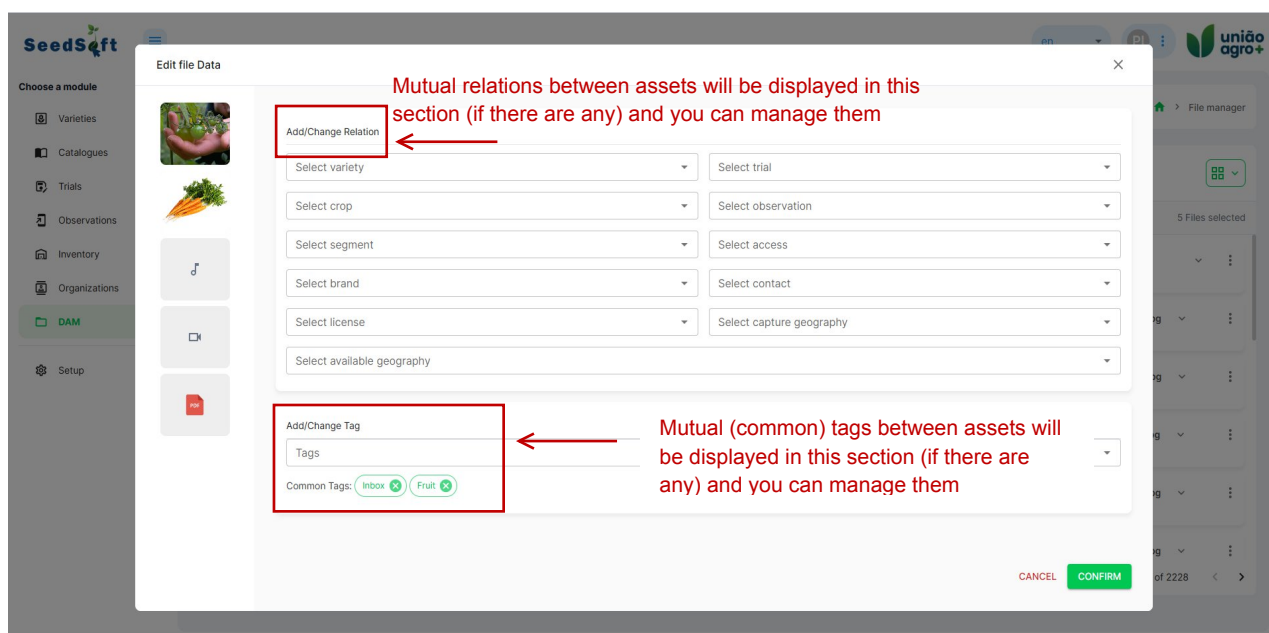 SeedSoft
en
PL
união
agro+
Edit file Data
Choose a module
Mutual relations between assets will be displayed in this
section (if there are any) and you can manage them
File manager
Varieties
Add/Change Relation
Catalogues
Select variety
Select trial
Trials
Select crop
Select observation
Observations
5 Files selected
Select segment
Select access
Inventory
Select brand
Select contact
Organizations
Select license
Select capture geography
DAM
Select available geography
Setup
PDF
Add/Change Tag
Mutual (common) tags between assets will
be displayed in this section (if there are
any) and you can manage them
Tags
Common Tags: Inbox Fruit
CANCEL
CONFIRM
of 2228